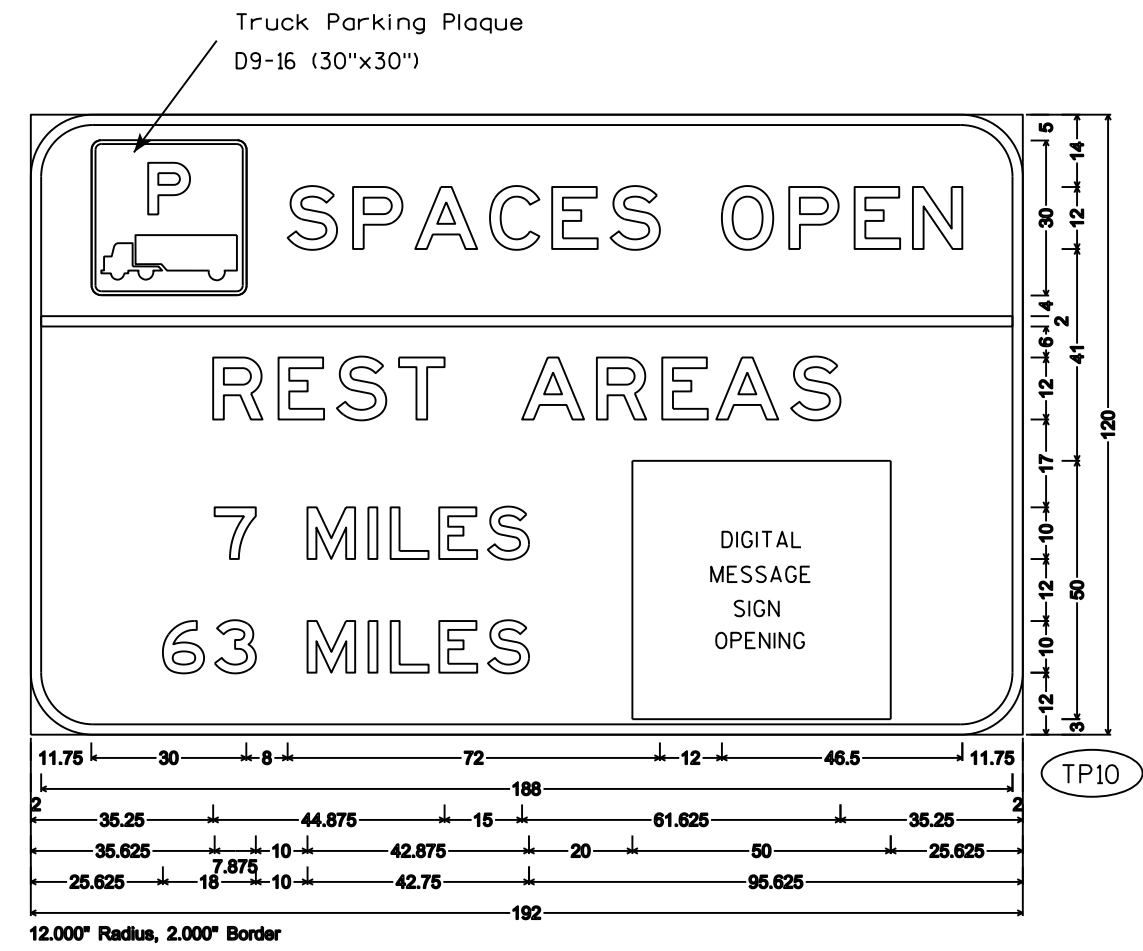 Truck Parking Plaque
D9-16 (30"x30")
P
SPACES OPEN
REST AREAS
7 MILES
63 MILES
DIGITAL
MESSAGE
SIGN
OPENING
5
30
4
2
6
12
17
10
12
10
12
14
12
41
50
3
120
TP10
11.75 30 8 72 12 46.5 11.75
188
2 2
35.25 44.875 15 61.625 35.25
35.625 7.875 10 42.875 20 50 25.625
25.625 18 10 42.75 95.625
192
12.000" Radius, 2.000" Border